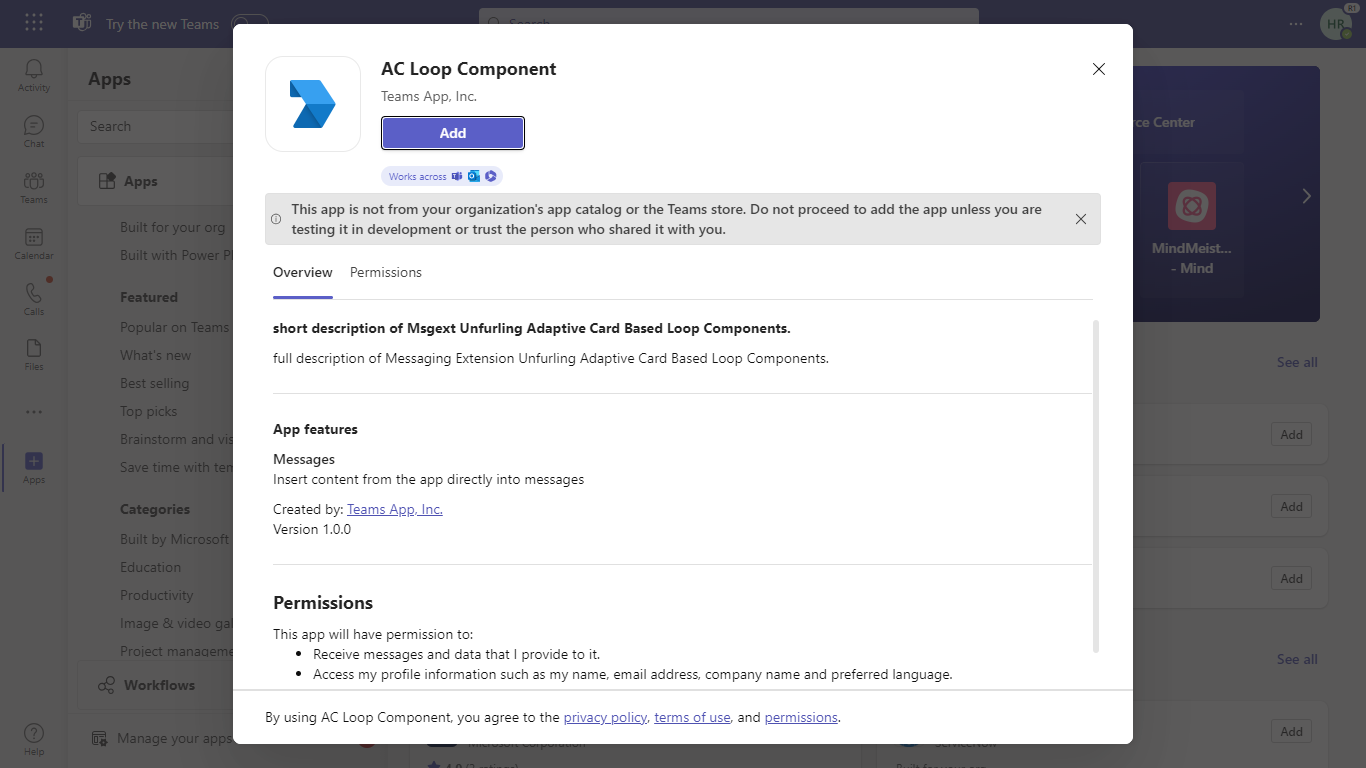 Try the new Teams
Search
HR
RI
Activity
Chat
Teams
Calendar
Calls
Files
Apps
Help
Apps
Search
Apps
Built for your org
Built with Power
Featured
Popular on Teams
What's new
Best selling
Top picks
Brainstorm and
Save time with
Categories
Built by Microsoft
Education
Productivity
Image & video
Project
Workflows
Manage your apps
AC Loop Component
Teams App, Inc.
Add
Works across
This app is not from your organization's app catalog or the Teams store. Do not proceed to add the app unless you are
testing it in development or trust the person who shared it with you.
Overview Permissions
short description of Msgext Unfurling Adaptive Card Based Loop Components.
full description of Messaging Extension Unfurling Adaptive Card Based Loop Components.
App features
Messages
Insert content from the app directly into messages
Created by: Teams App, Inc.
Version 1.0.0
Permissions
This app will have permission to:
• Receive messages and data that I provide to it.
• Access my profile information such as my name, email address, company name and preferred language.
By using AC Loop Component, you agree to the privacy policy, terms of use, and permissions.
Center
MindMeist...
- Mind
See all
Add
Add
Add
See all
Add